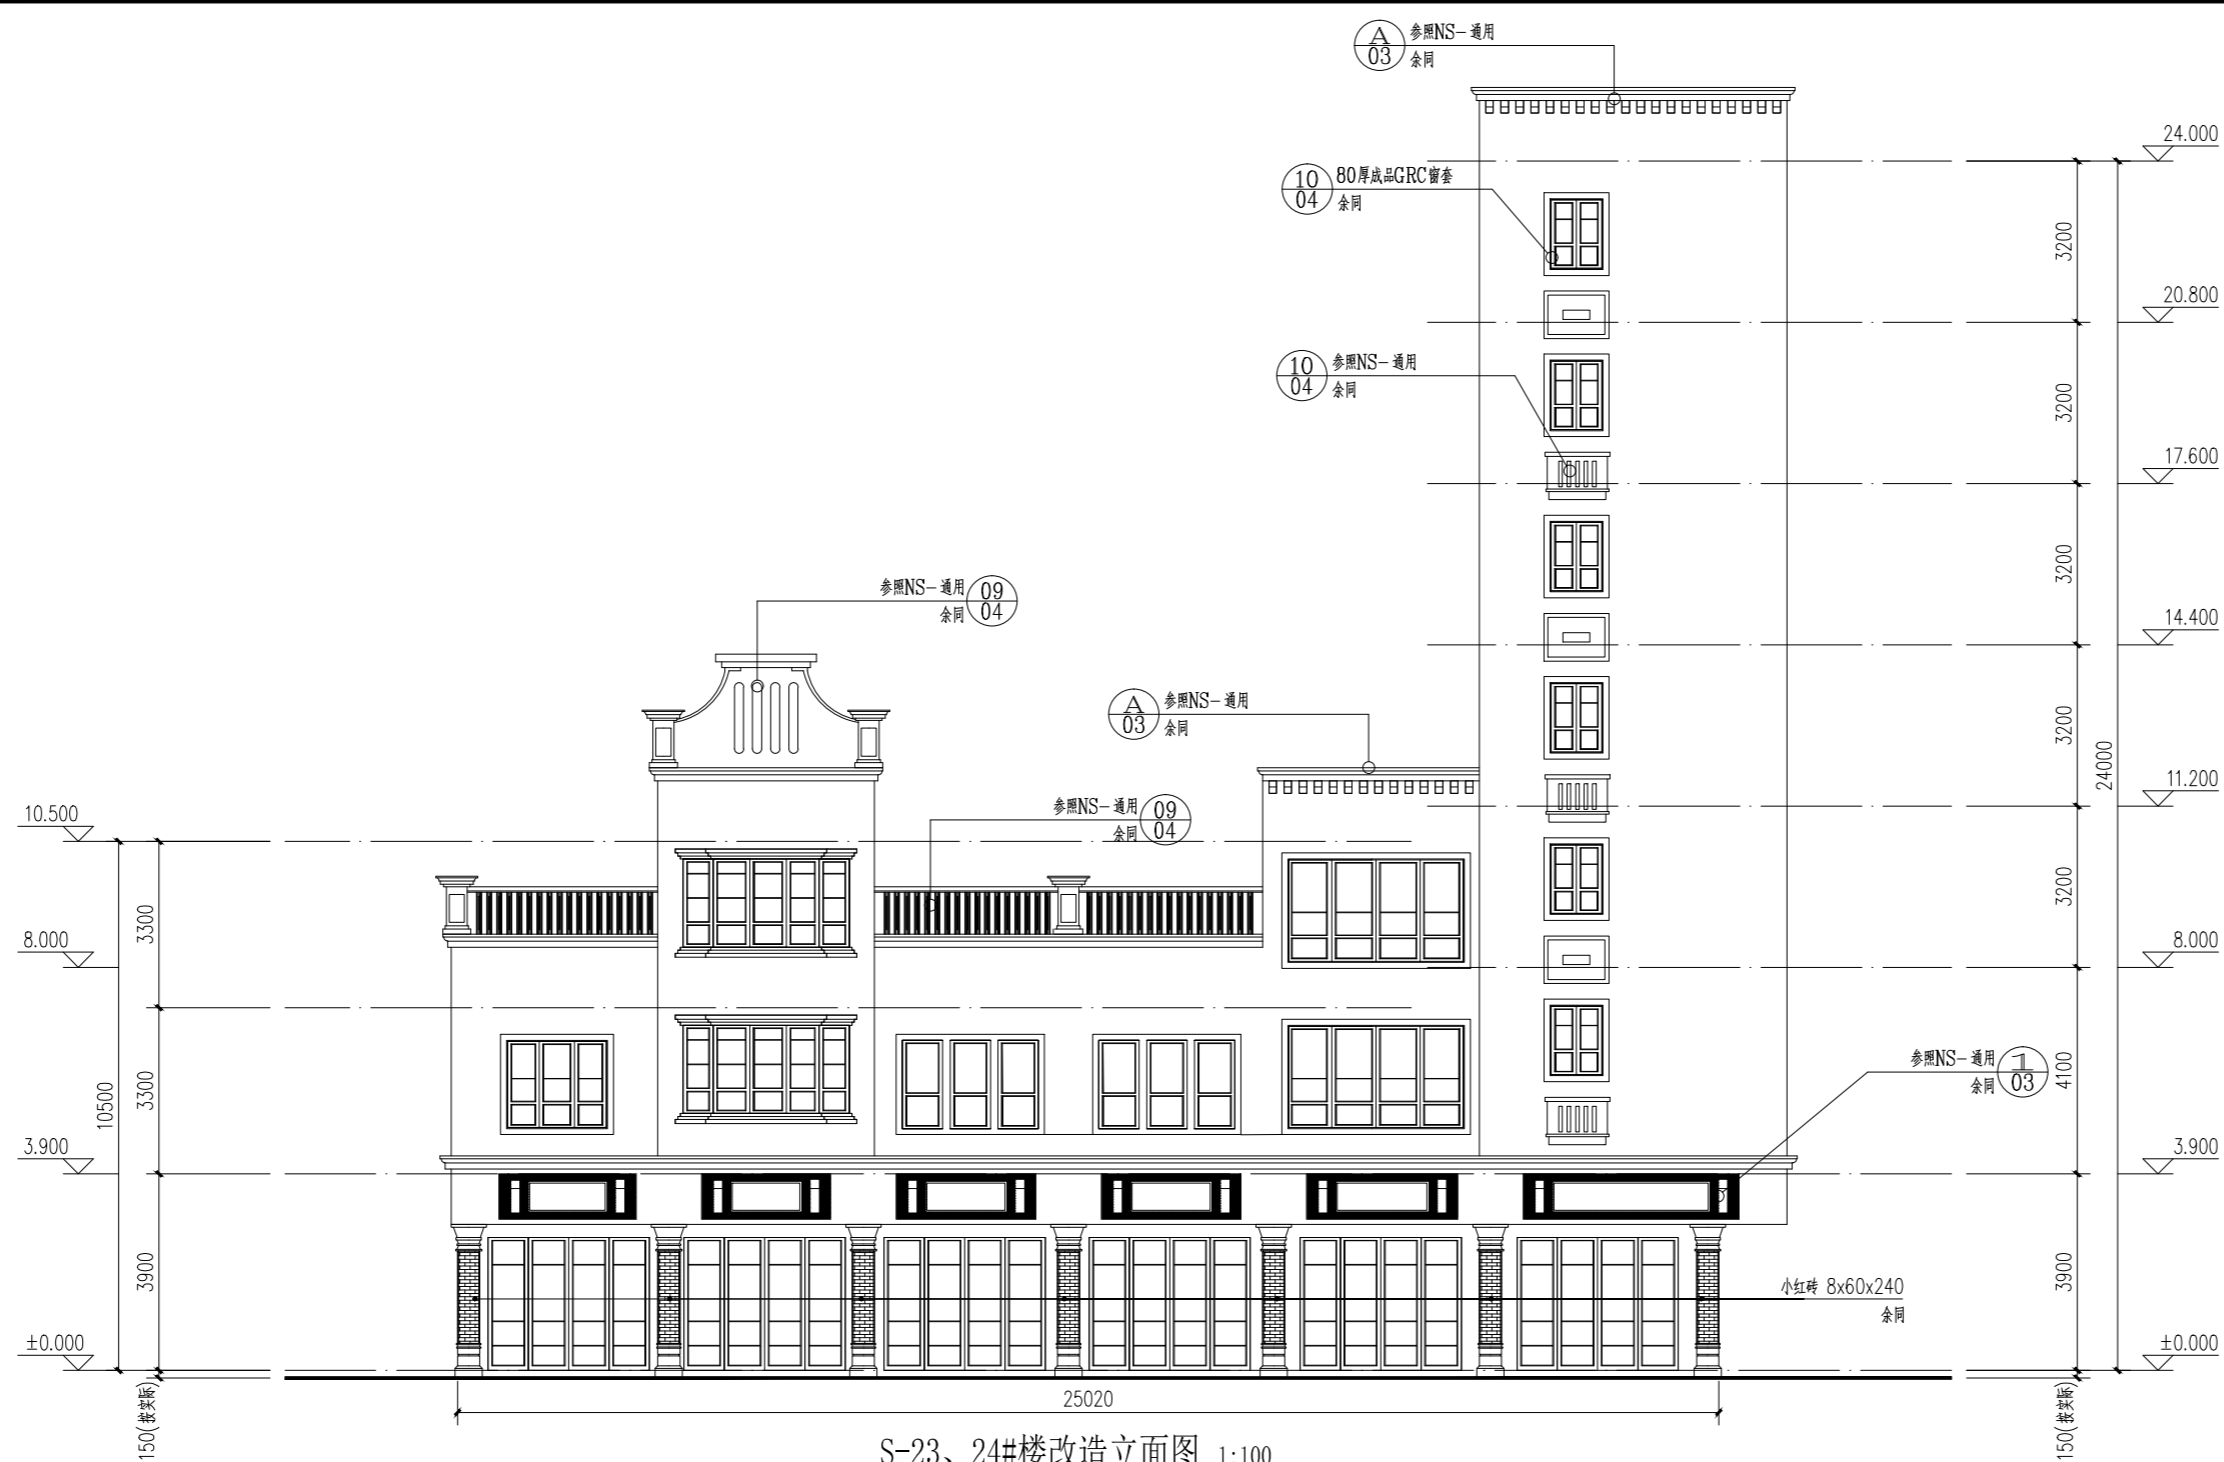 A 参照NS-通用
03 余同
24.000
10 80厚成品GRC窗套
04 余同
3200
20.800
10 参照NS-通用
04 余同
3200
17.600
3200
参照NS-通用 09
余同 04
14.400
A 参照NS-通用
03 余同
3200
24000
11.200
参照NS-通用 09
余同 04
10.500
3200
3300
8.000
8.000
参照NS-通用 1
余同 03
4100
3300
10500
3.900
3.900
3900
3900
小红砖 8x60x240
余同
±0.000
±0.000
150(按实际)
25020
150(按实际)
S-23、24#楼改造立面图 1:100